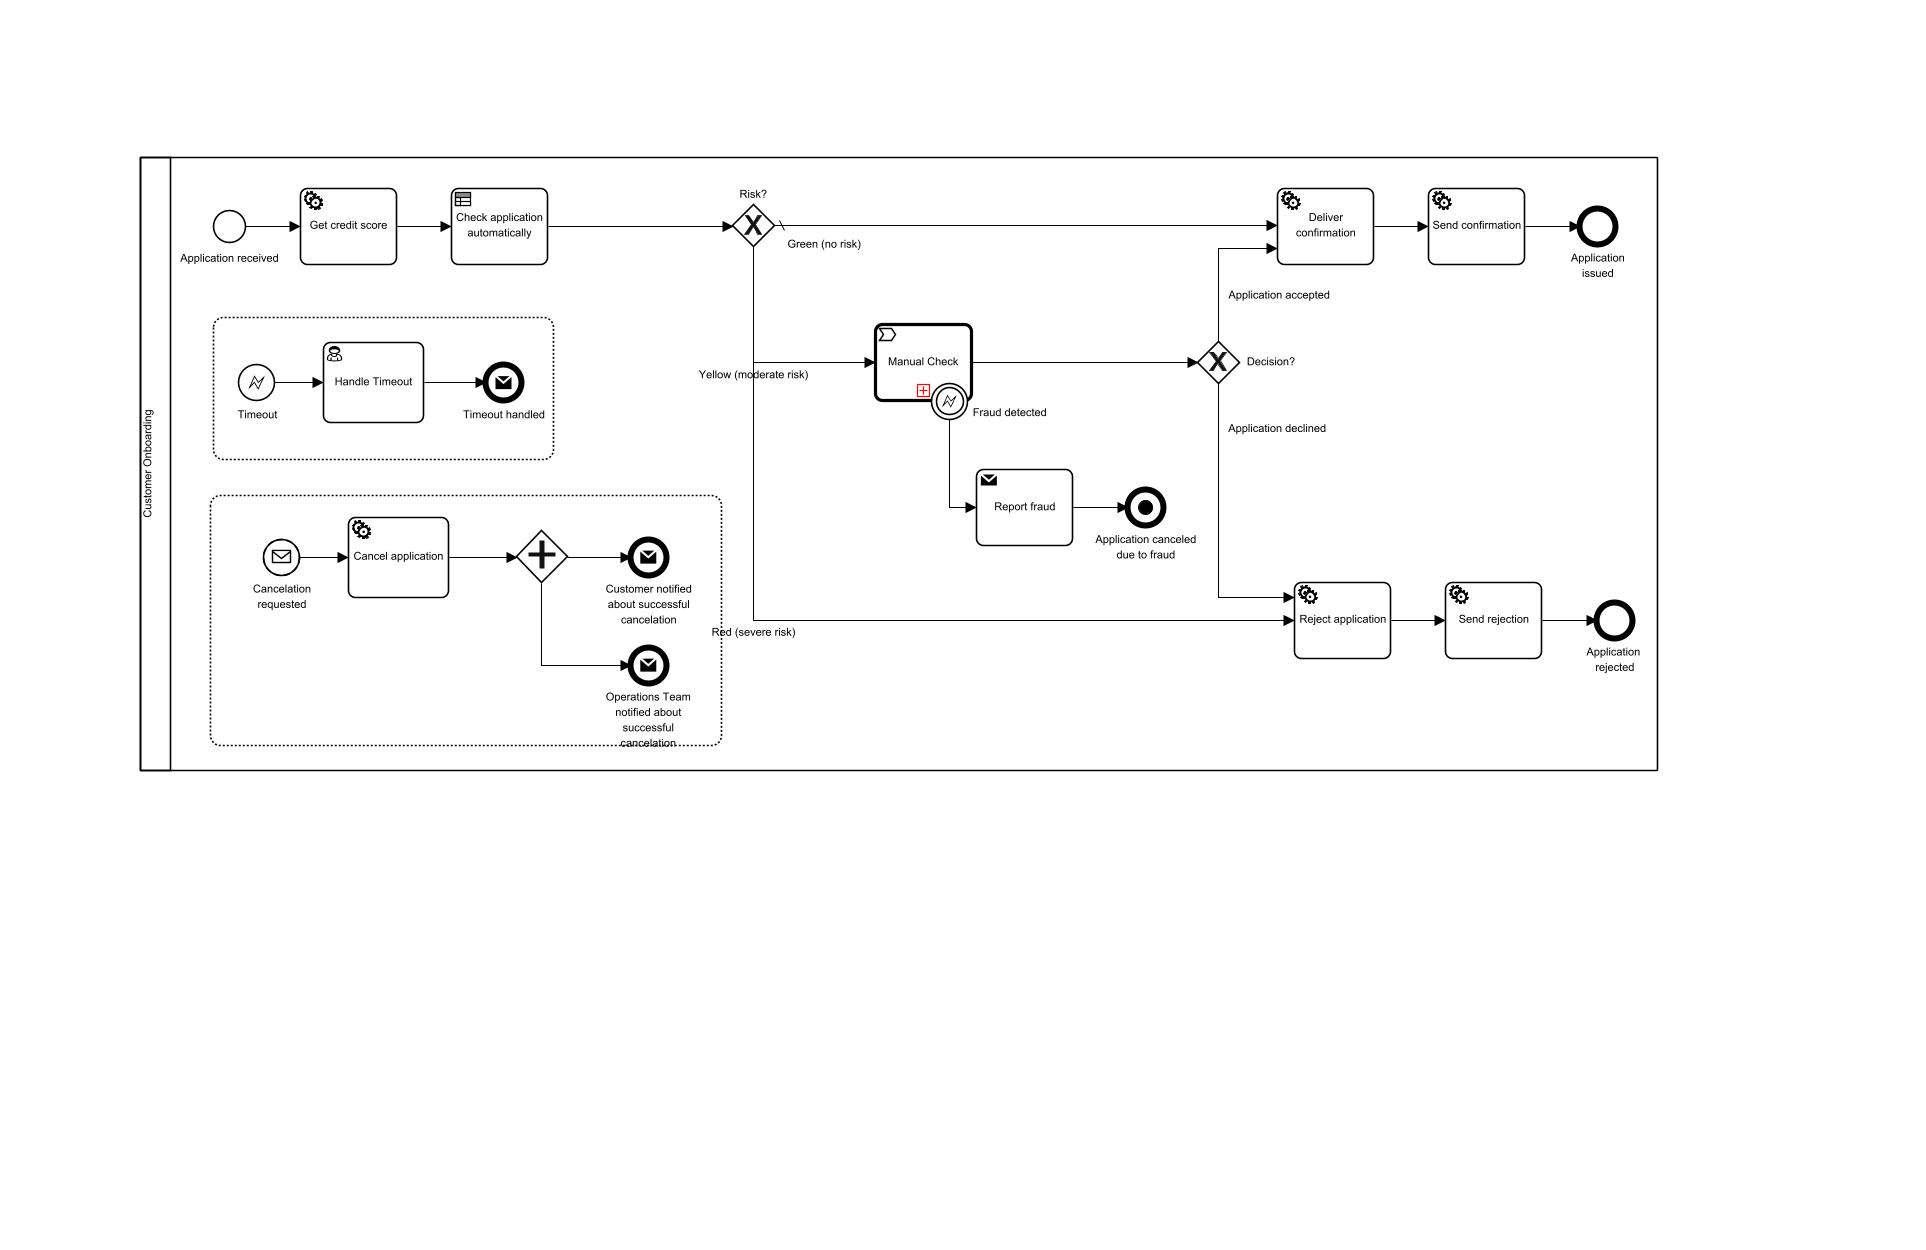 Customer Onboarding
Application received
Get credit score
Check application
automatically
Risk?
Green (no risk)
Deliver
confirmation
Send confirmation
Application
issued
Application accepted
Timeout
Handle Timeout
Timeout handled
Yellow (moderate risk)
Manual Check
Fraud detected
Decision?
Application declined
Report fraud
Application canceled
due to fraud
Cancelation
requested
Cancel application
Customer notified
about successful
cancelation
Operations Team
notified about
successful
cancelation
Red (severe risk)
Reject application
Send rejection
Application
rejected